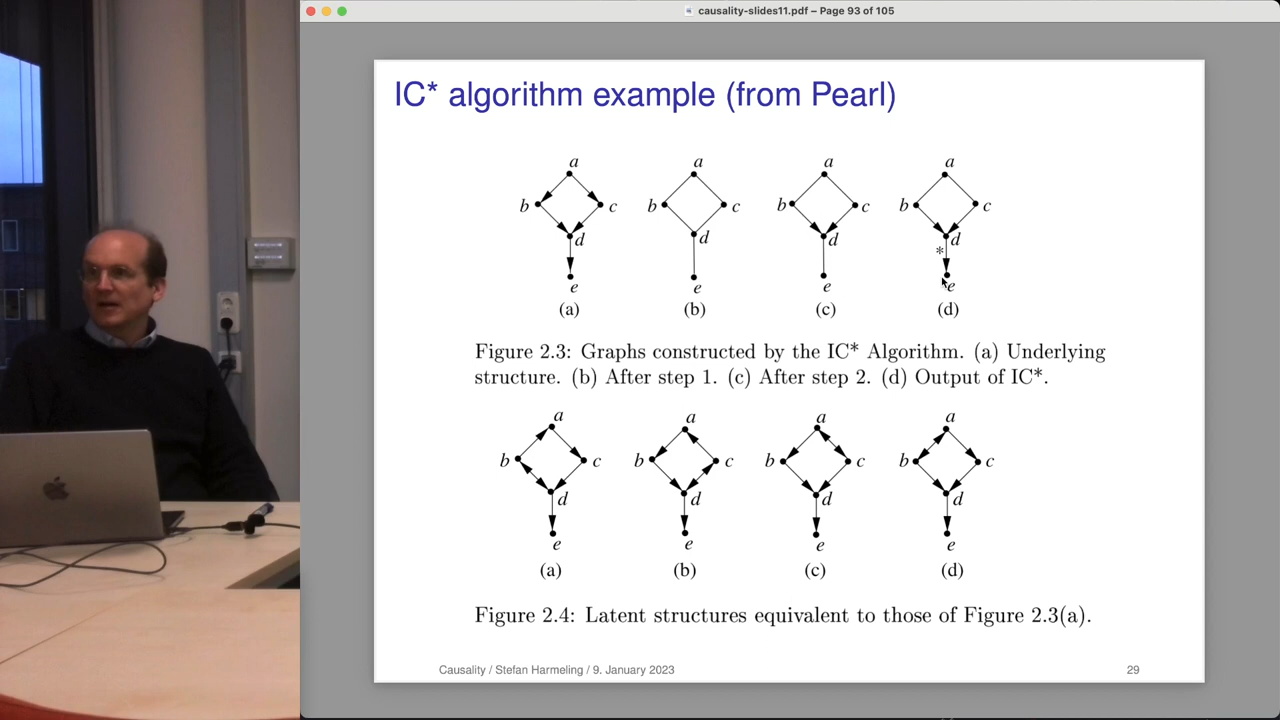 causality-slides11.pdf – Page 93 of 105
IC* algorithm example (from Pearl)
a a a a
b c b c b c b c
d d d * d
e e e e
(a) (b) (c) (d)
Figure 2.3: Graphs constructed by the IC* Algorithm. (a) Underlying
structure. (b) After step 1. (c) After step 2. (d) Output of IC*.
a a a a
b c b c b c b c
d d d d
e e e e
(a) (b) (c) (d)
Figure 2.4: Latent structures equivalent to those of Figure 2.3(a).
Causality / Stefan Harmeling / 9. January 2023 29